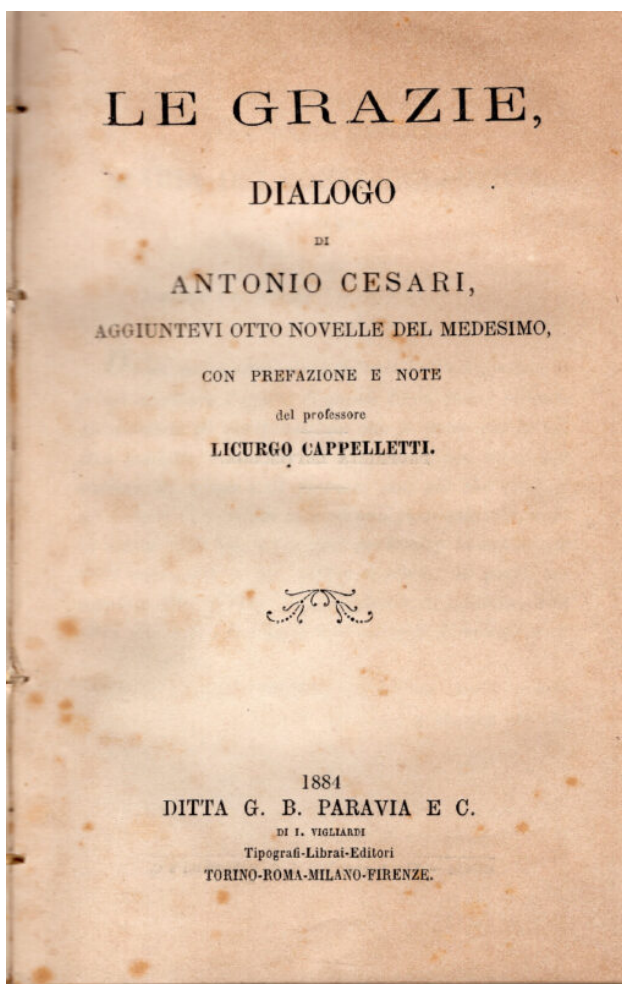 LE GRAZIE,
DIALOGO
DI
ANTONIO CESARI,
AGGIUNTEVI OTTO NOVELLE DEL MEDESIMO,
CON PREFAZIONE E NOTE
del professore
LICURGO CAPPELLETTI.
1884
DITTA G. B. PARAVIA E C.
DI I. VIGLIARDI
Tipografi-Librai-Editori
TORINO-ROMA-MILANO-FIRENZE.